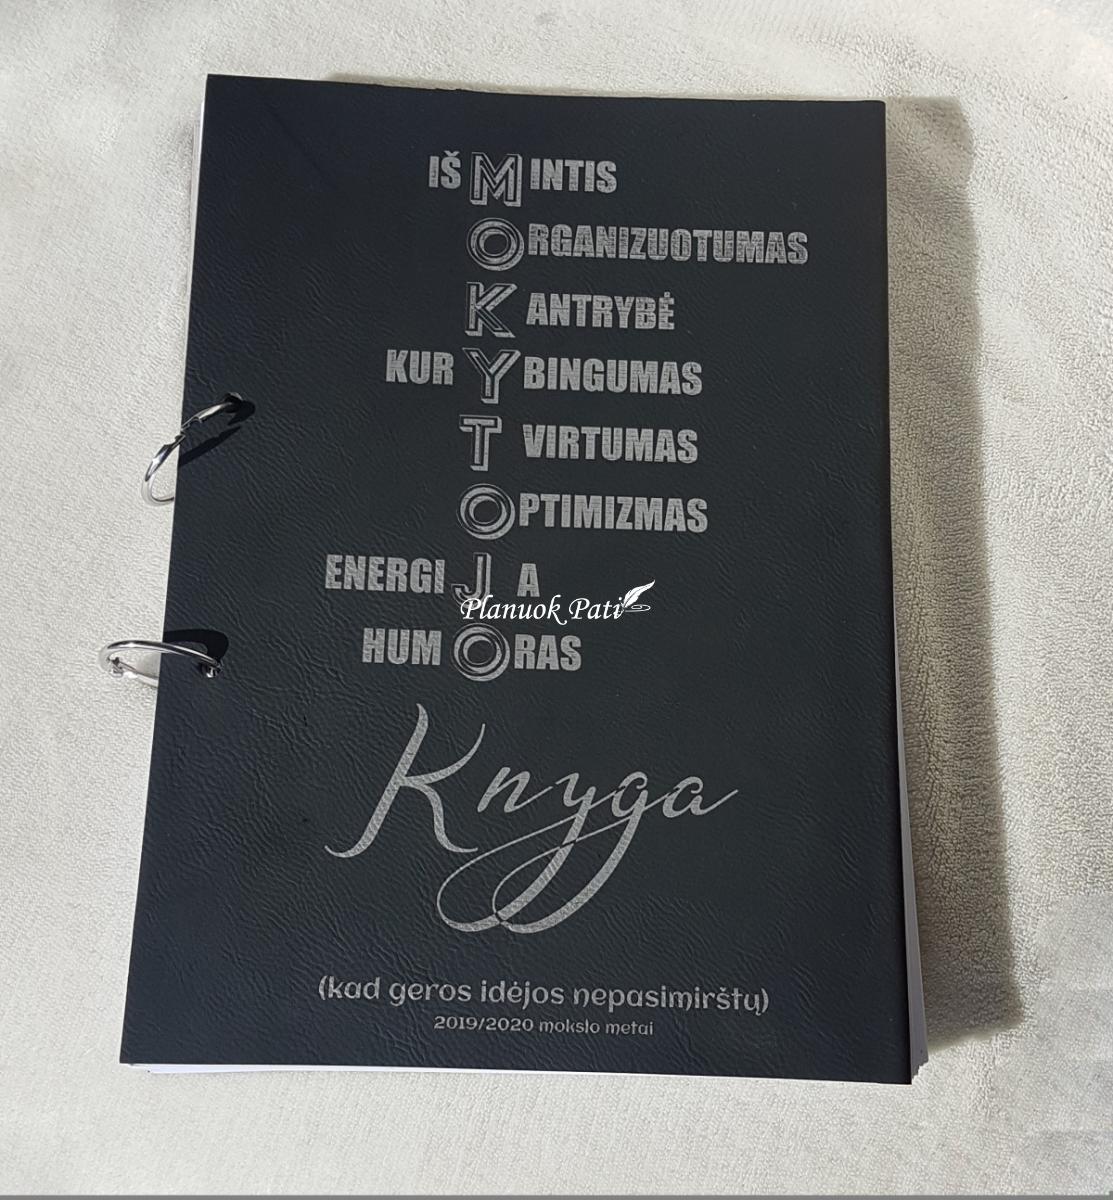 IŠMINTIS
ORGANIZUOTUMAS
KANTRYBĖ
KURYBINGUMAS
TVIRTUMAS
OPTIMIZMAS
ENERGIJA
Planuok Pati
HUMORAS
Knyga
(kad geros idėjos nepasimirštų)
2019/2020 mokslo metai